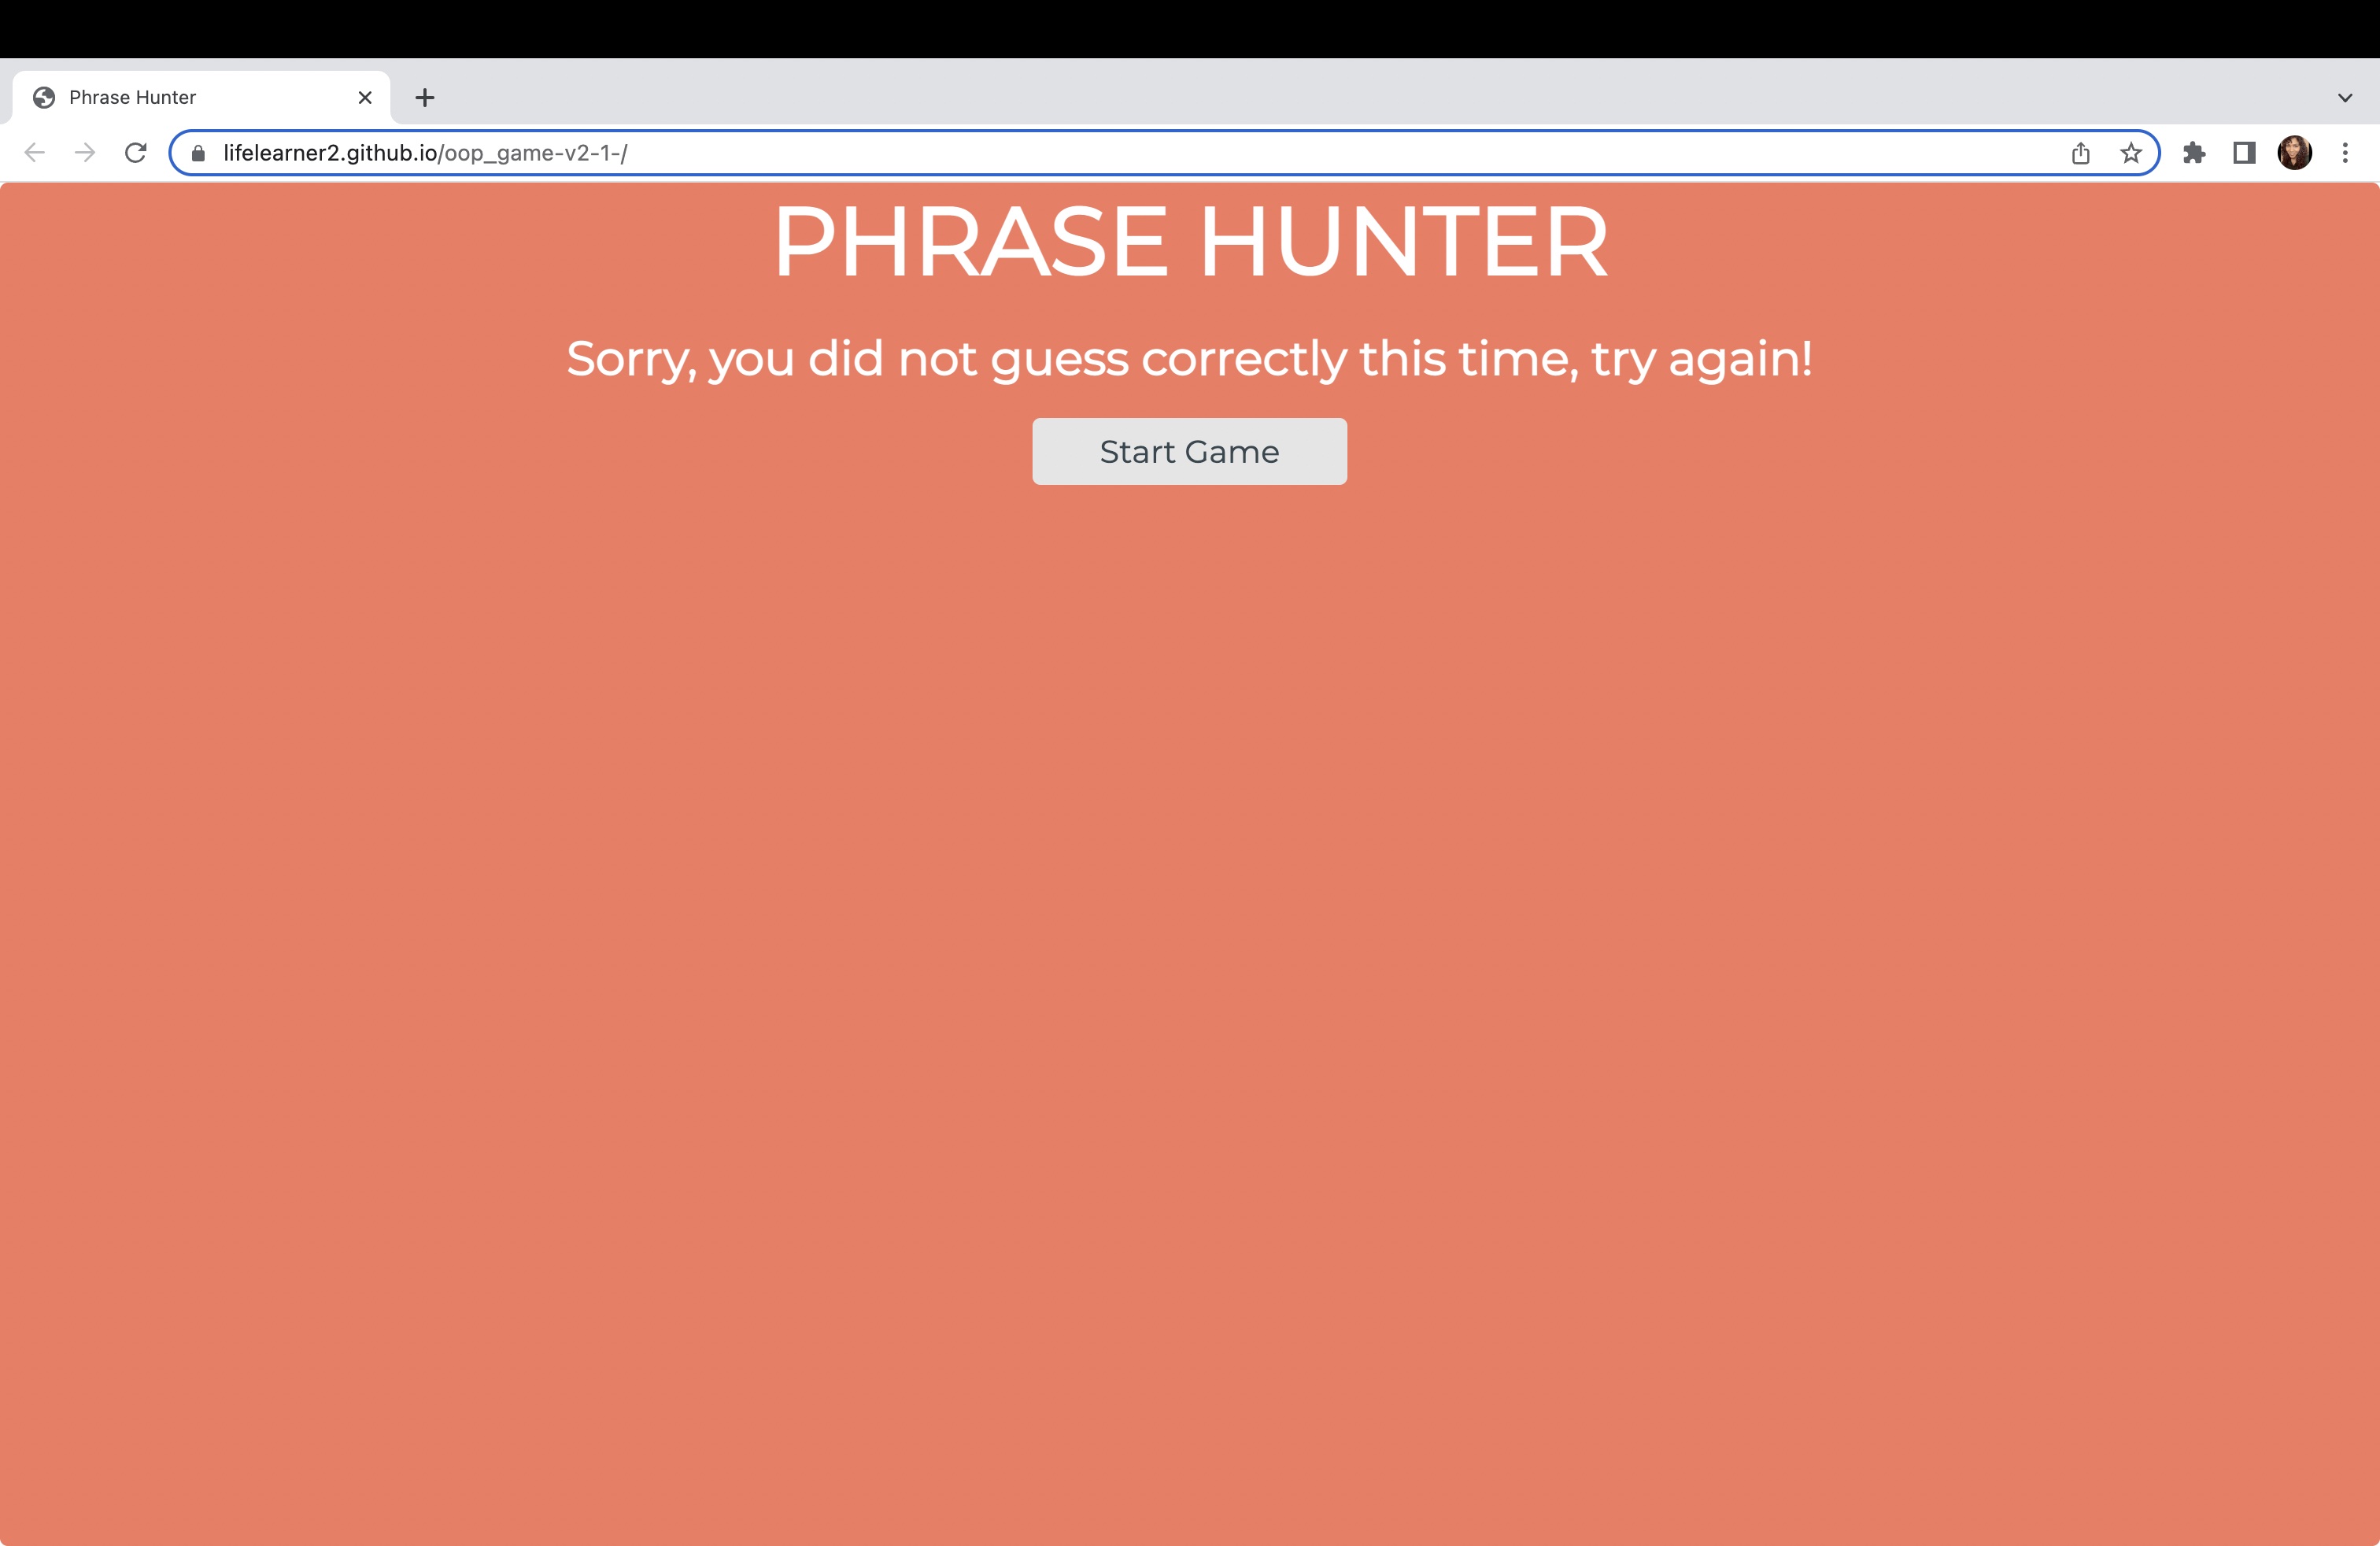 Phrase Hunter
lifelearner2.github.io/oop_game-v2-1-/
PHRASE HUNTER
Sorry, you did not guess correctly this time, try again!
Start Game